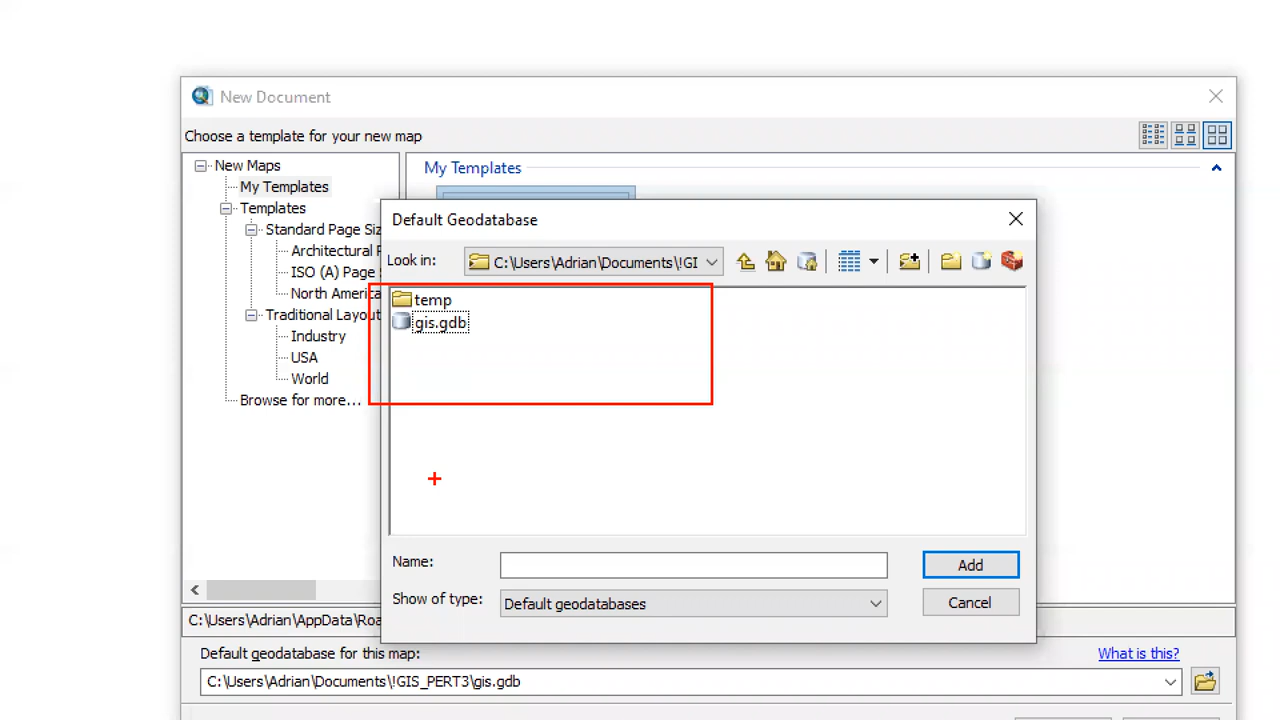 New Document
Choose a template for your new map
New Maps
My Templates
Templates
Standard Page Siz
Architectural P
ISO (A) Page
North America
Traditional Layout
Industry
USA
World
Browse for more...
My Templates
Default Geodatabase
Look in:
C:\Users\Adrian\Documents\!GI
temp
gis.gdb
Name:
Add
Show of type:
Default geodatabases
Cancel
C:\Users\Adrian\AppData\Roa
Default geodatabase for this map:
What is this?
C:\Users\Adrian\Documents\!GIS_PERT3\gis.gdb